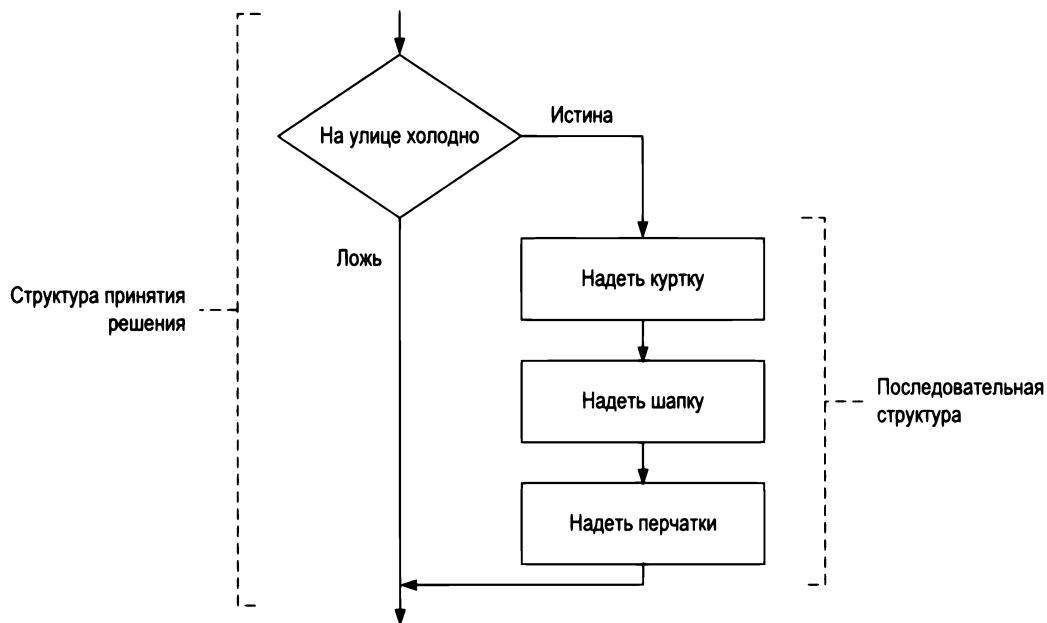 На улице холодно
Истина
Ложь
Надеть куртку
Структура принятия
решения
Надеть шапку
Последовательная
структура
Надеть перчатки